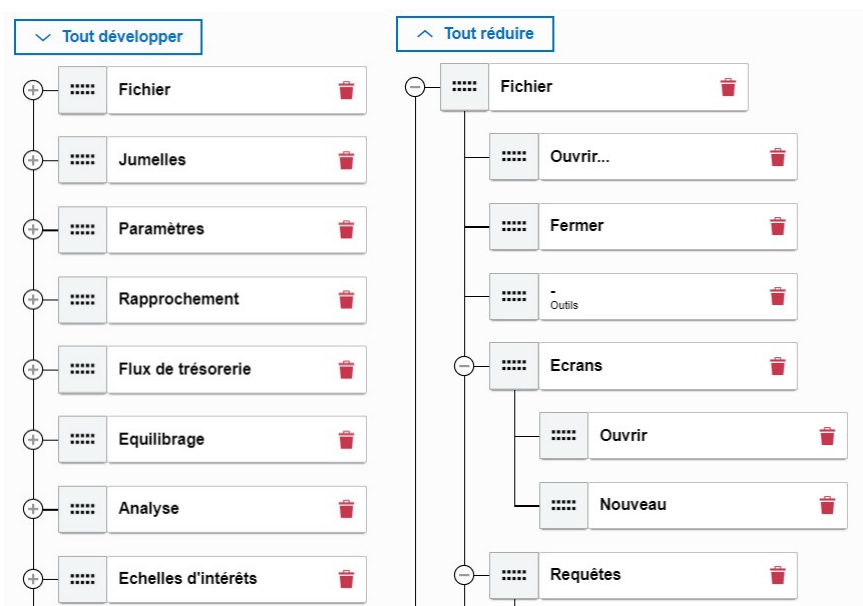 Tout développer
Fichier
Jumelles
Paramètres
Rapprochement
Flux de trésorerie
Equilibrage
Analyse
Echelles d'intérêts
Tout réduire
Fichier
Ouvrir...
Fermer
-
Outils
Ecrans
Ouvrir
Nouveau
Requêtes